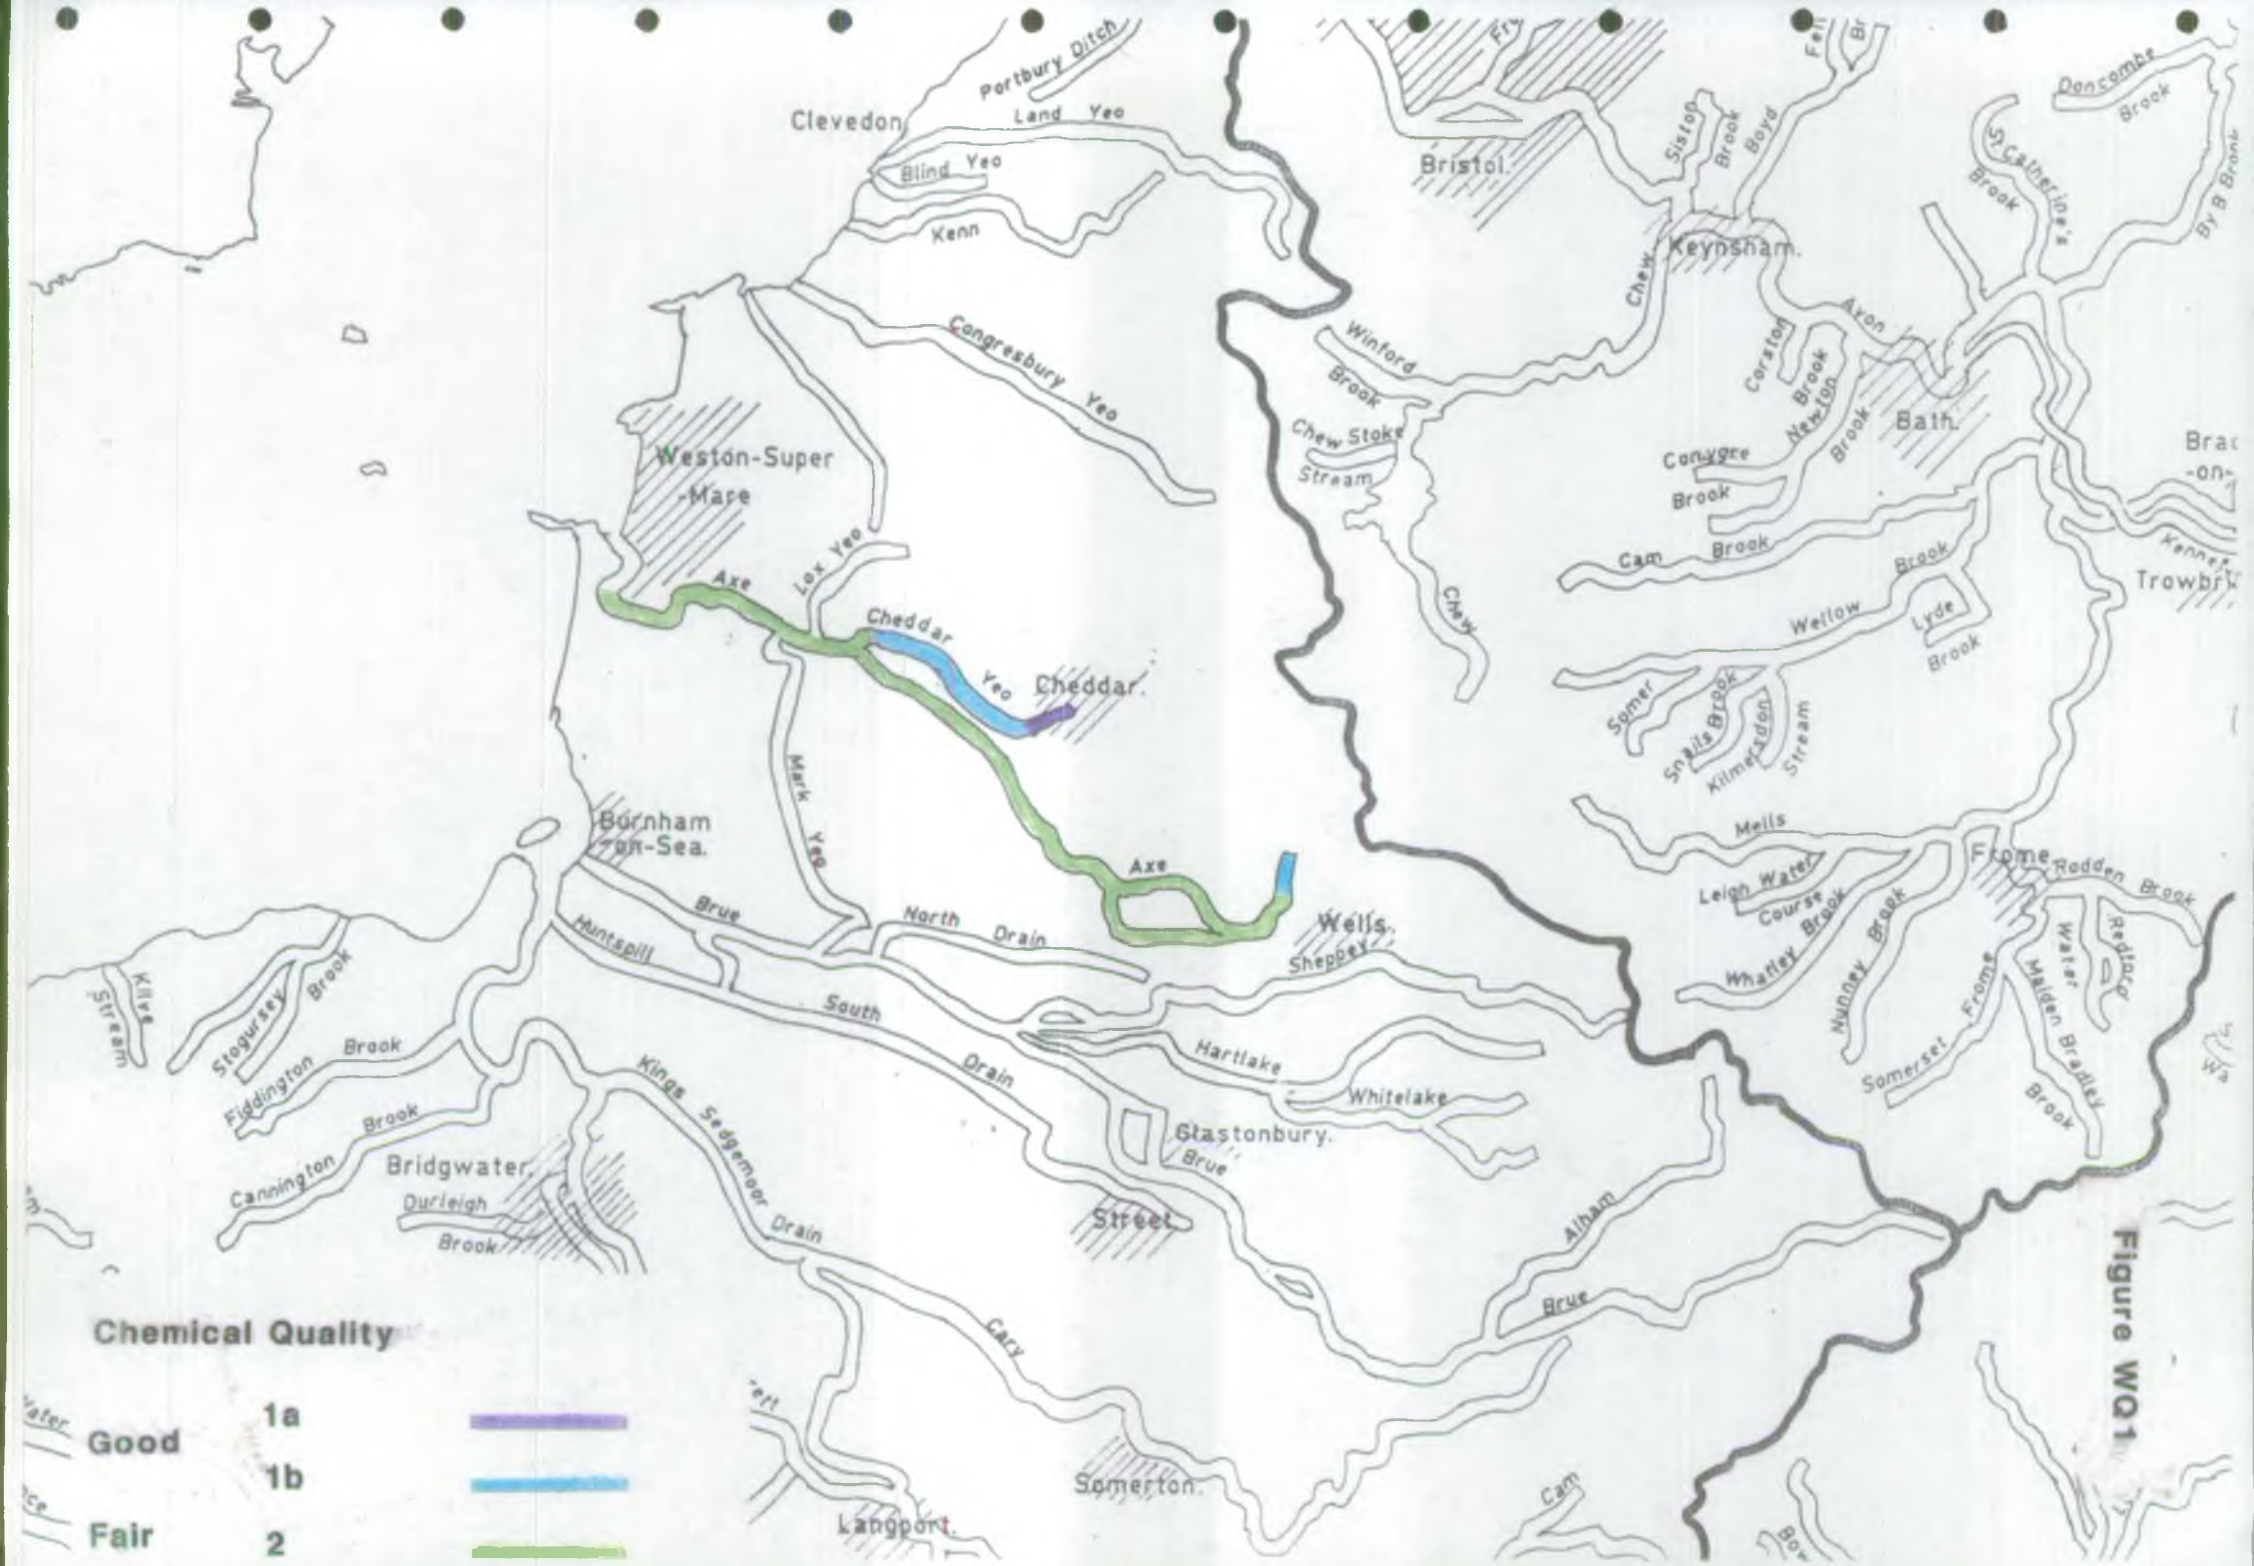 Portbury Ditch
Clevedon
Land Yeo
Blind Yeo
Kenn
Congresbury Yeo
Weston-Super
-Mare
Lox Yeo
Axe
Cheddar
Yeo
Cheddar.
Mark
Yeo
Burnham
-on-Sea.
Axe
Wells.
Sheppey
Brue
North Drain
Huntspill
South
Drain
Hartlake
Whitelake
Glastonbury.
Brue
Street.
Kilve
Stream
Stogursey
Brook
Fiddington
Brook
Cannington
Brook
Bridgwater.
Durleigh
Brook
Kings Sedgemoor
Drain
Cary
Somerton.
Langport.
Alham
Brue
Cam
Bristol.
Siston
Brook
Boyd
Doncombe
Brook
St Catherine's
Brook
By B Brook
Keynsham.
Chew
Avon
Winford
Brook
Chew Stoke
Stream
Chew
Corston
Brook
Newton
Brook
Bath.
Conygre
Brook
Cam Brook
Wellow
Brook
Lyde
Brook
Somer
Snails Brook
Kilmersdon
Stream
Brad
-on-
Mells
Leigh Water
Course
Whatley
Brook
Nunney
Brook
Frome
Rodden Brook
Redford
Water
Maiden Bradley
Brook
Somerset
Frome
Wa
Chemical Quality
Good
1a
1b
Fair
2
Figure WQ1